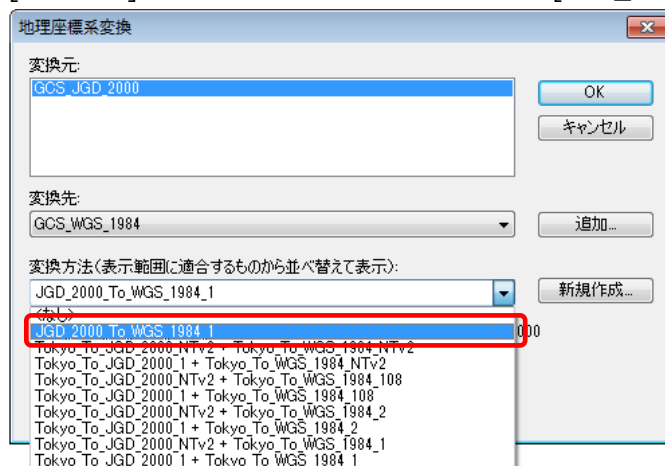 地理座標系変換
変換元:
GCS_JGD_2000
OK
キャンセル
変換先:
GCS_WGS_1984
追加...
変換方法(表示範囲に適合するものから並べ替えて表示):
JGD_2000_To_WGS_1984_1
新規作成...
<なし>
JGD_2000_To_WGS_1984_1
000
Tokyo_To_JGD_2000_NTv2 + Tokyo_To_WGS_1984_NTv2
Tokyo_To_JGD_2000_1 + Tokyo_To_WGS_1984_NTv2
Tokyo_To_JGD_2000_NTv2 + Tokyo_To_WGS_1984_108
Tokyo_To_JGD_2000_1 + Tokyo_To_WGS_1984_108
Tokyo_To_JGD_2000_NTv2 + Tokyo_To_WGS_1984_2
Tokyo_To_JGD_2000_1 + Tokyo_To_WGS_1984_2
Tokyo_To_JGD_2000_NTv2 + Tokyo_To_WGS_1984_1
Tokyo_To_JGD_2000_1 + Tokyo_To_WGS_1984_1